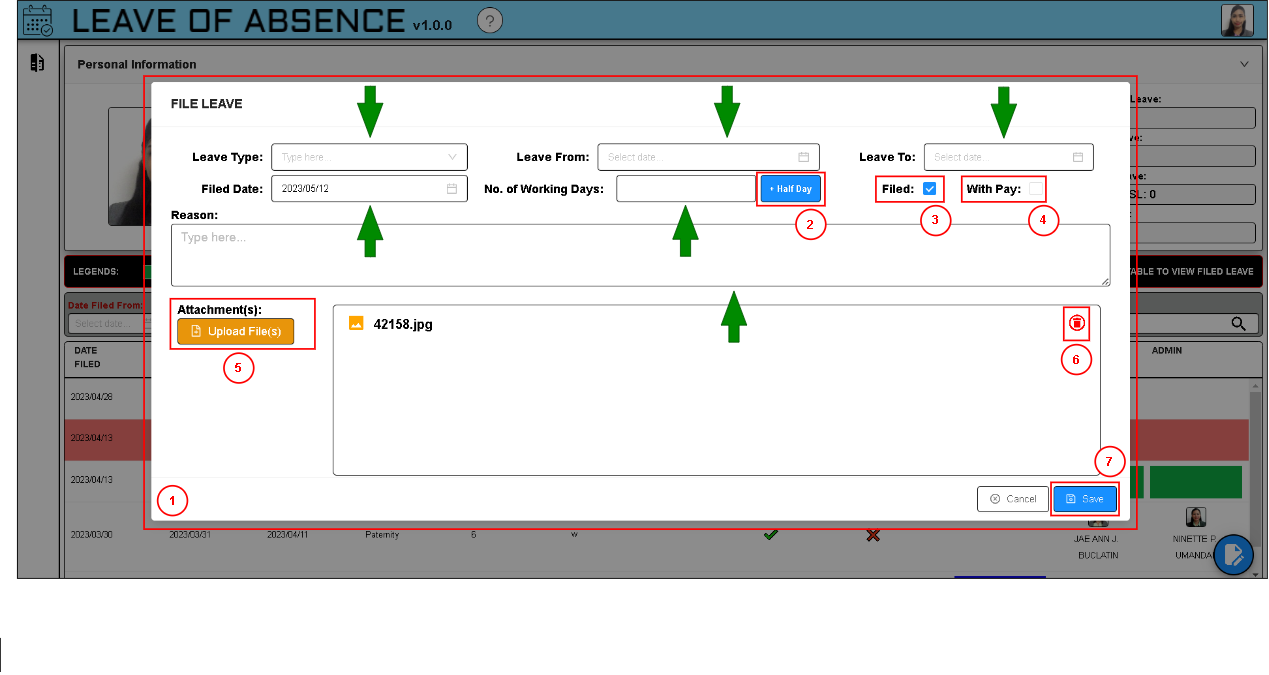 LEAVE OF ABSENCE v1.0.0 ?
Personal Information
FILE LEAVE
Leave:
Leave Type: Type here... Leave From: Select date... Leave To: Select date...
Filed Date: 2023/05/12 No. of Working Days: + Half Day Filed: With Pay:
SL: 0
2 3 4
Reason:
Type here...
LEGENDS: TABLE TO VIEW FILED LEAVE
Date Filed From:
Select date...
Attachment(s):
Upload File(s)
42158.jpg
5 6
DATE
FILED
ADMIN
2023/04/28
2023/04/13
2023/04/13
7
1
Cancel Save
2023/03/30 2023/03/31 2023/04/11 Paternity 6 w
JAE ANN J.
BUCLATIN
NINETTE P.
UMANDA